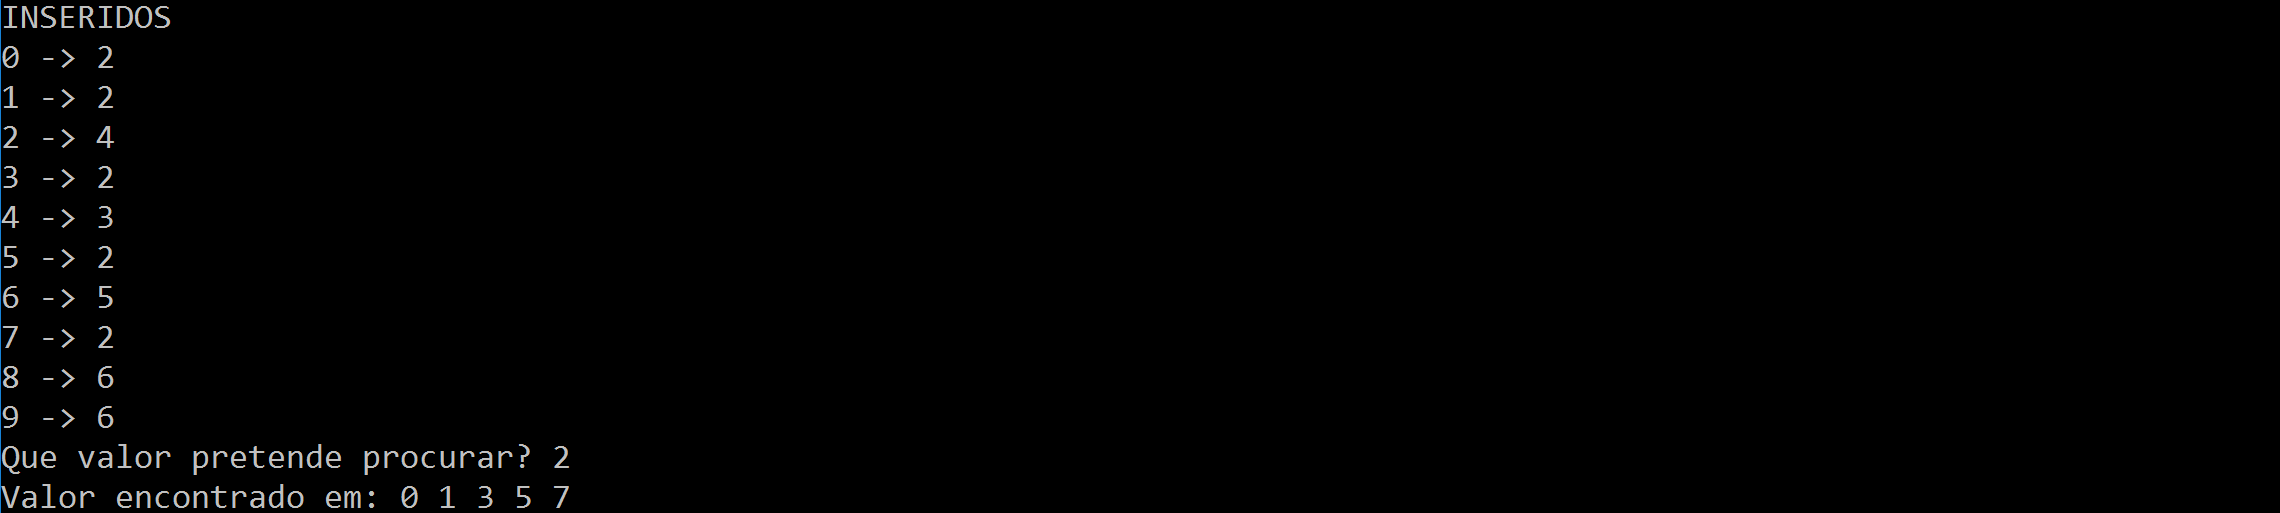 INSERIDOS
0 -> 2
1 -> 2
2 -> 4
3 -> 2
4 -> 3
5 -> 2
6 -> 5
7 -> 2
8 -> 6
9 -> 6
Que valor pretende procurar? 2
Valor encontrado em: 0 1 3 5 7